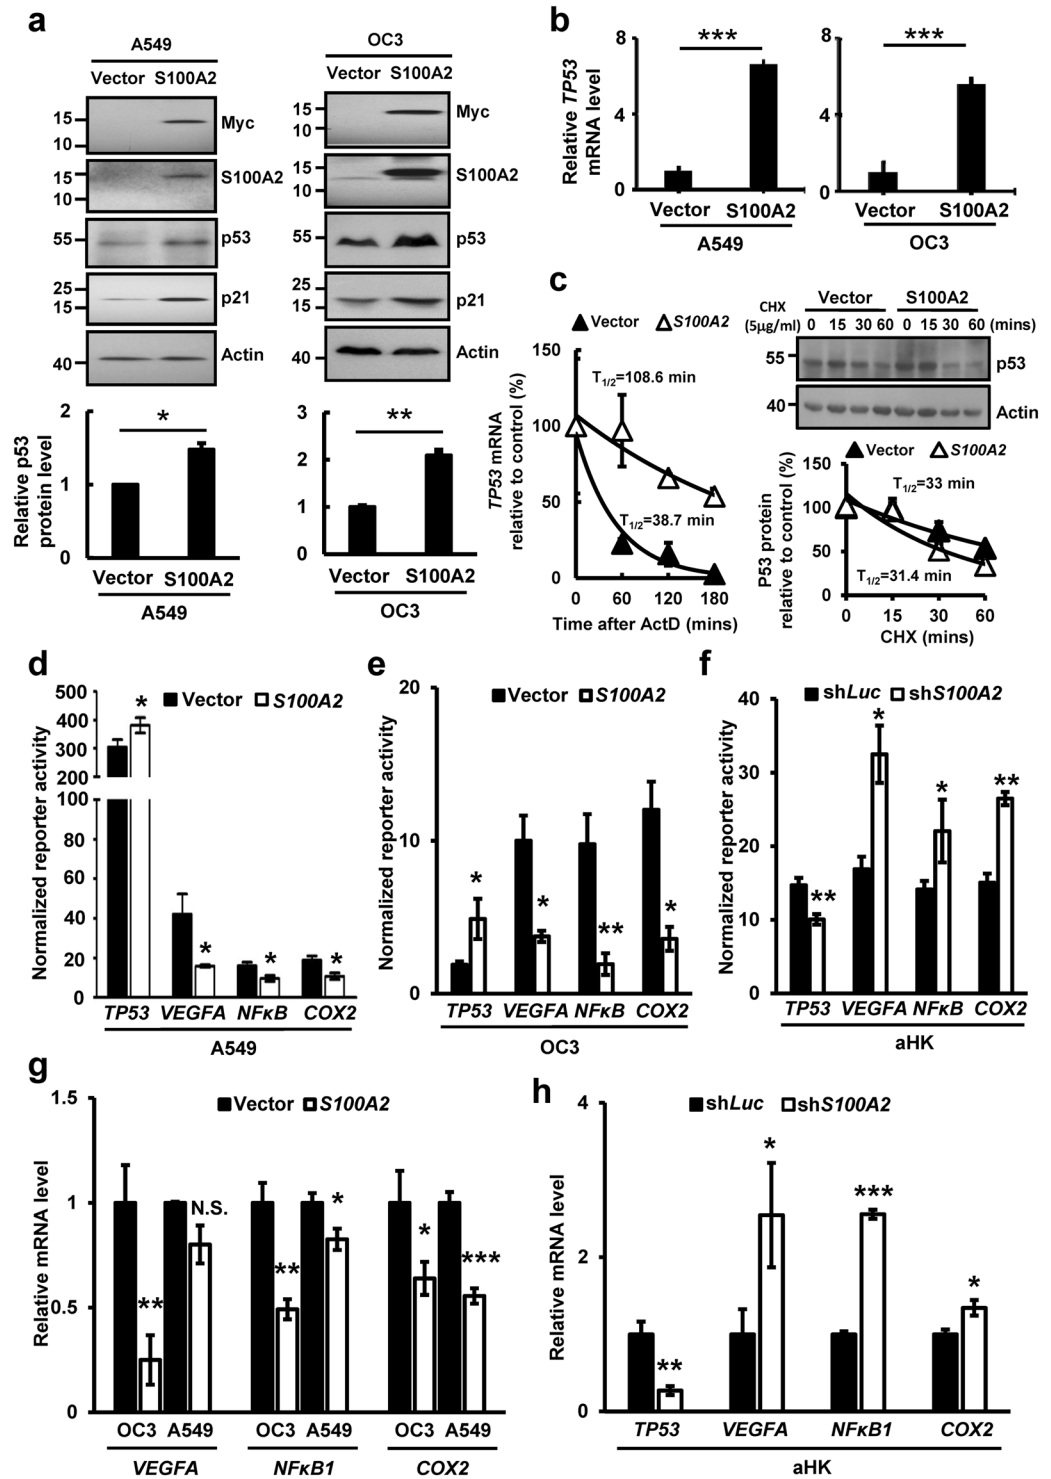 a
A549
Vector S100A2
15
10
Myc
15
10
S100A2
55
p53
25
15
p21
40
Actin
OC3
Vector S100A2
15
10
Myc
15
10
S100A2
55
p53
25
15
p21
40
Actin
Relative p53
protein level
2
1
0
*
Vector S100A2
A549
3
2
1
0
**
Vector S100A2
OC3
b
Relative TP53
mRNA level
8
4
0
***
Vector S100A2
A549
8
4
0
***
Vector S100A2
OC3
c
Vector S100A2
TP53 mRNA
relative to control (%)
150
100
50
0
T1/2=108.6 min
T1/2=38.7 min
0 60 120 180
Time after ActD (mins)
CHX
(5µg/ml)
Vector S100A2
0 15 30 60 0 15 30 60 (mins)
55
p53
40
Actin
Vector S100A2
P53 protein
relative to control (%)
150
100
50
0
T1/2=33 min
T1/2=31.4 min
0 15 30 60
CHX (mins)
d
Normalized reporter activity
500
400
300
200
100
80
60
40
20
0
Vector S100A2
* * * *
TP53 VEGFA NFκB COX2
A549
e
Normalized reporter activity
20
10
0
Vector S100A2
* * ** *
TP53 VEGFA NFκB COX2
OC3
f
Normalized reporter activity
40
30
20
10
0
shLuc shS100A2
** * * **
TP53 VEGFA NFκB COX2
aHK
g
Relative mRNA level
1.5
1
0.5
0
Vector S100A2
** N.S. ** * * ***
OC3 A549 OC3 A549 OC3 A549
VEGFA NFκB1 COX2
h
Relative mRNA level
4
2
0
shLuc shS100A2
** * *** *
TP53 VEGFA NFκB1 COX2
aHK